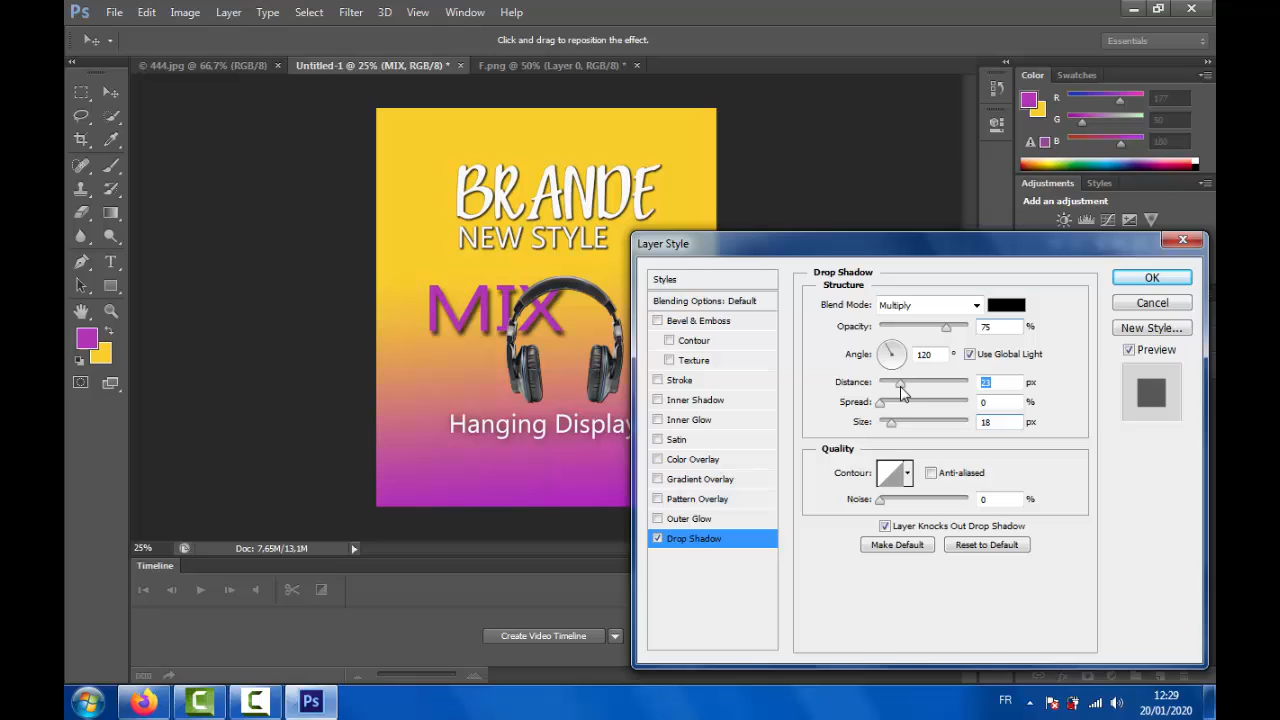 Ps File Edit Image Layer Type Select Filter 3D View Window Help
Click and drag to reposition the effect.
Essentials
© 444.jpg @ 66,7% (RGB/8) ×
Untitled-1 @ 25% (MIX, RGB/8) * ×
F.png @ 50% (Layer 0, RGB/8) * ×
Color Swatches
R 177
G 50
B 180
Adjustments Styles
Add an adjustment
BRANDE
NEW STYLE
MIX
Hanging Display
Layer Style
Styles
Blending Options: Default
Bevel & Emboss
Contour
Texture
Stroke
Inner Shadow
Inner Glow
Satin
Color Overlay
Gradient Overlay
Pattern Overlay
Outer Glow
Drop Shadow
Drop Shadow
Structure
Blend Mode: Multiply
Opacity: 75 %
Angle: 120 ° Use Global Light
Distance: 23 px
Spread: 0 %
Size: 18 px
Quality
Contour: Anti-aliased
Noise: 0 %
Layer Knocks Out Drop Shadow
Make Default Reset to Default
OK
Cancel
New Style...
Preview
25% Doc: 7,65M/13,1M
Timeline
Create Video Timeline
Ps
FR
12:29
20/01/2020